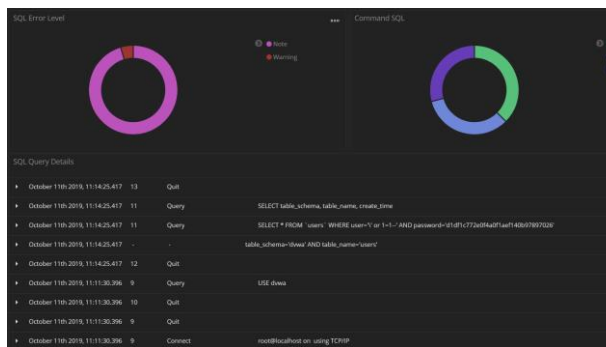 SQL Error Level
Command SQL
Note
Warning
SQL Query Details
October 11th 2019, 11:14:25.417 13 Quit
October 11th 2019, 11:14:25.417 11 Query SELECT table_schema, table_name, create_time
October 11th 2019, 11:14:25.417 11 Query SELECT * FROM `users` WHERE user='\' or 1=1--' AND
October 11th 2019, 11:14:25.417 - - table_schema='dvwa' AND table_name='users'
October 11th 2019, 11:14:25.417 12 Quit
October 11th 2019, 11:11:30.396 9 Query USE dvwa
October 11th 2019, 11:11:30.396 10 Quit
October 11th 2019, 11:11:30.396 9 Quit
October 11th 2019, 11:11:30.396 9 Connect root@localhost on using TCP/IP